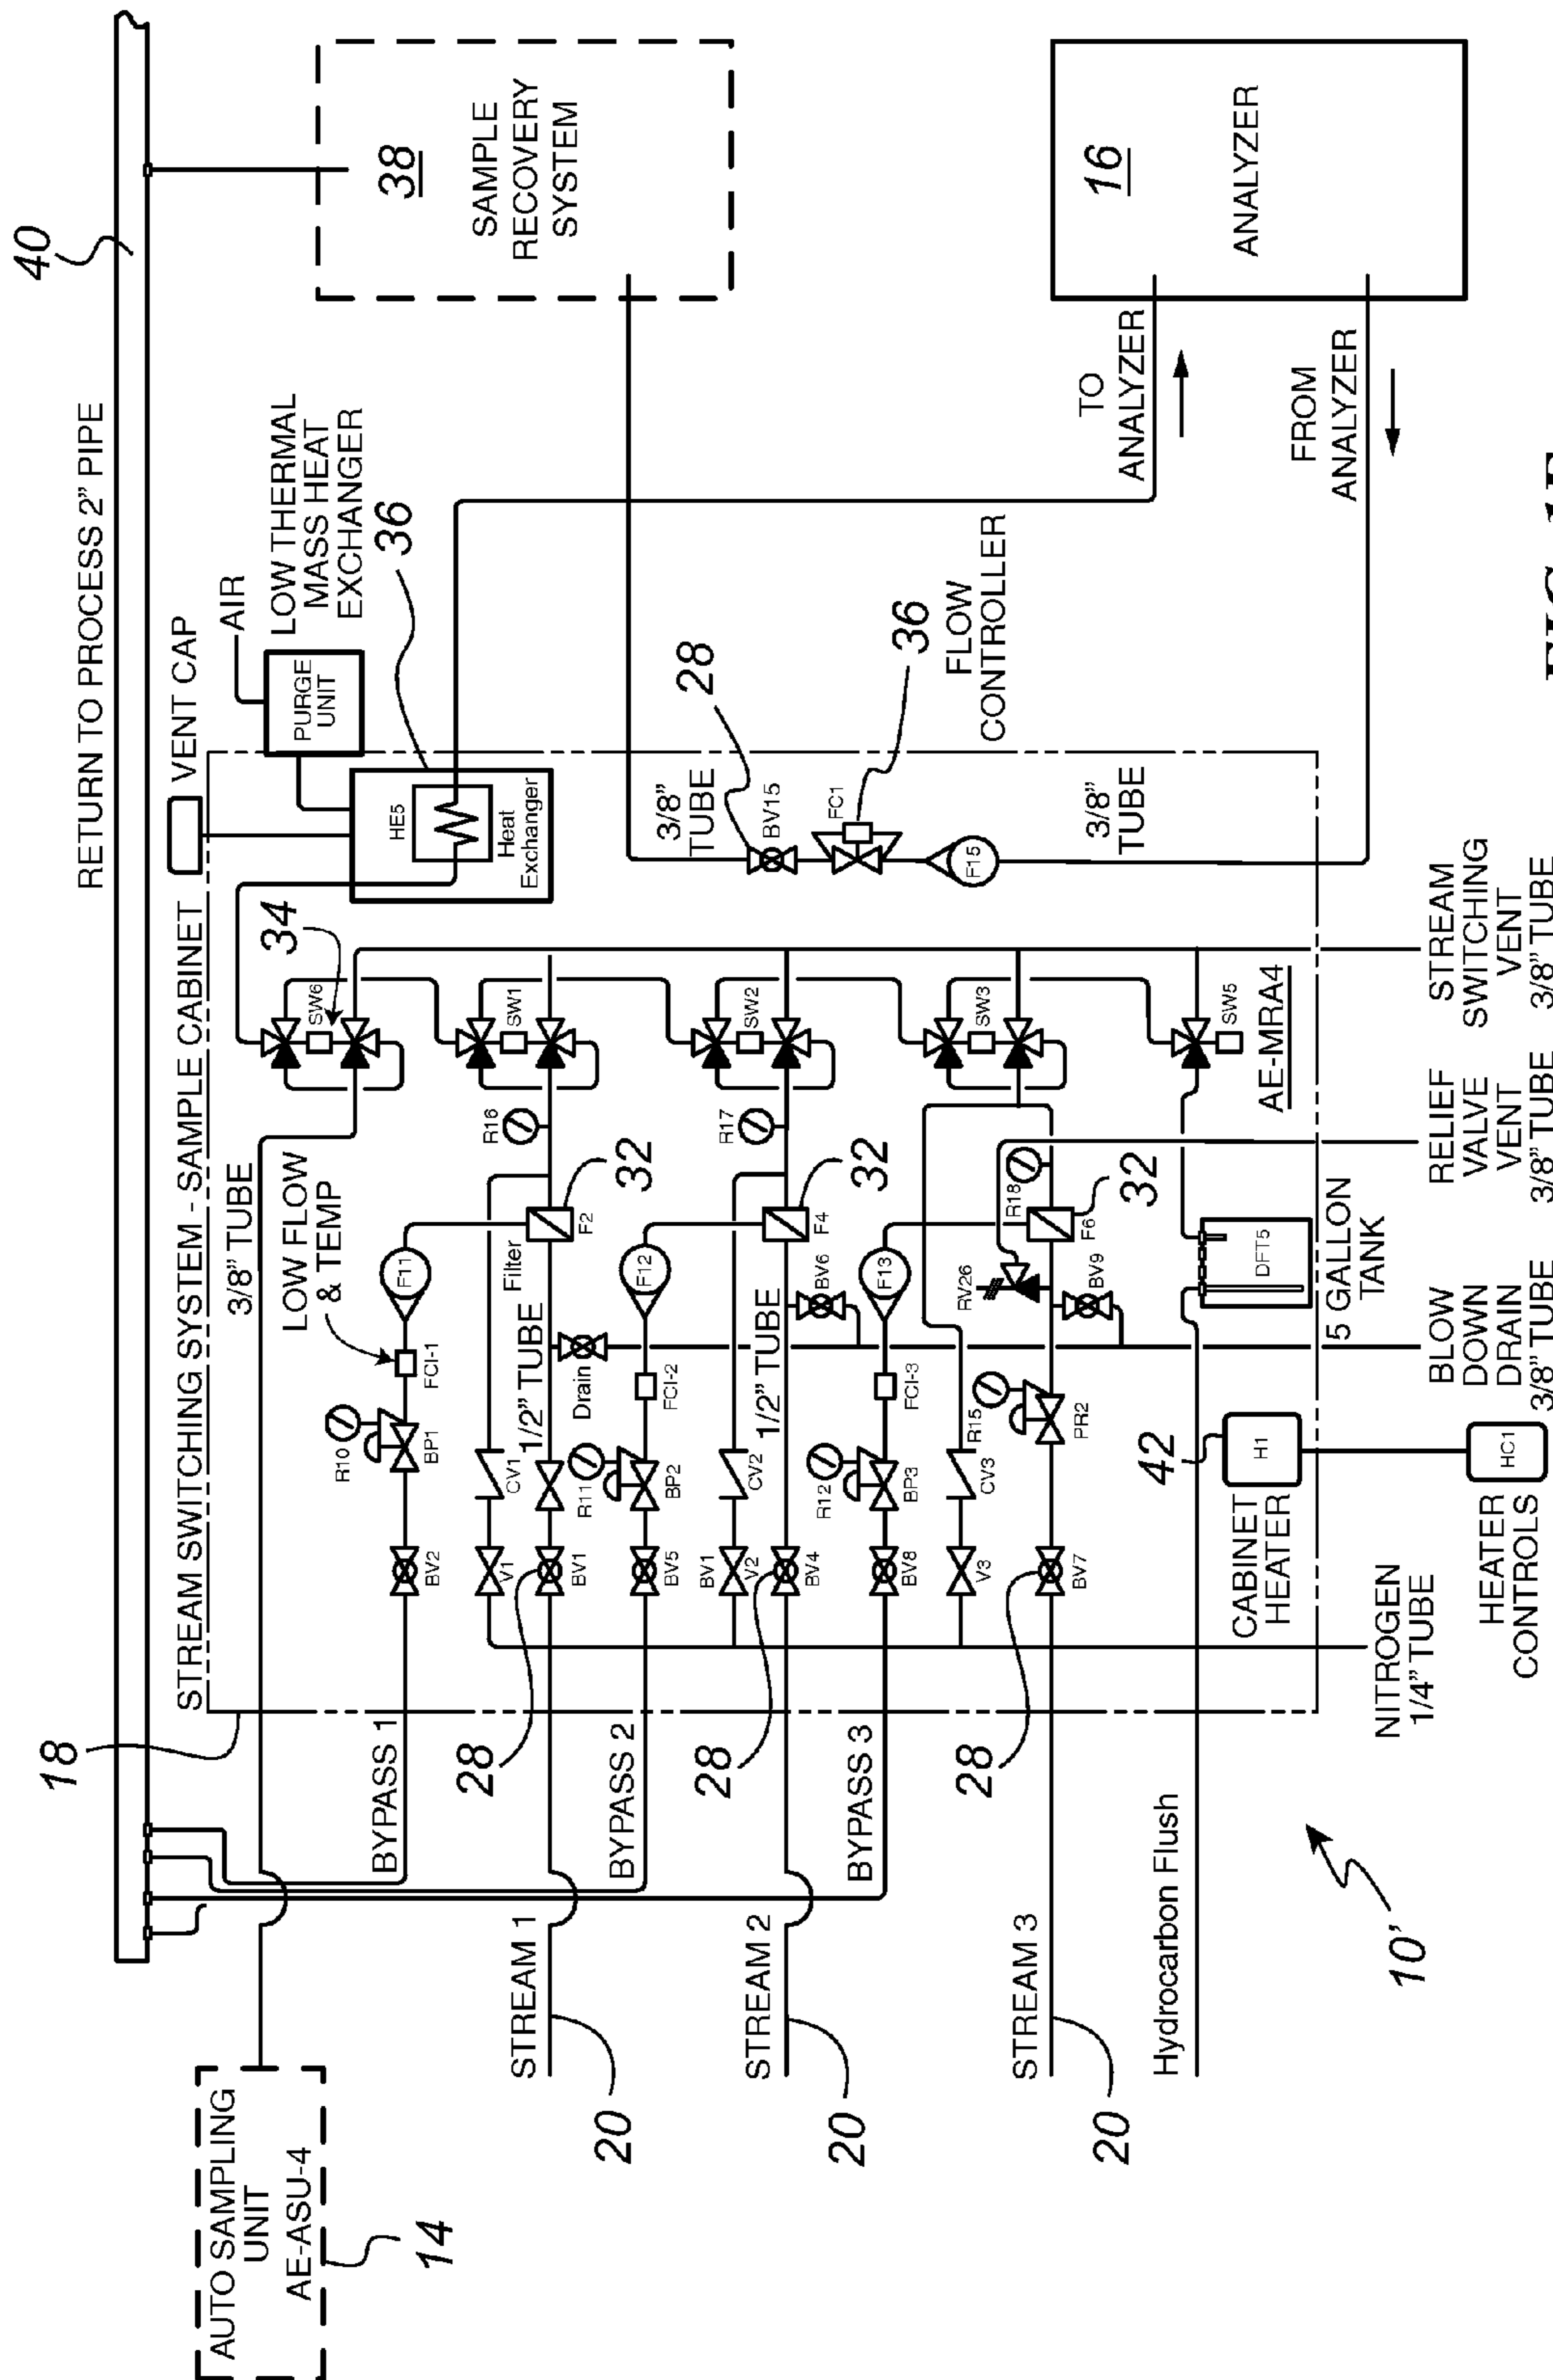 AUTO SAMPLING
UNIT
AE-ASU-4
14
40
RETURN TO PROCESS 2" PIPE
18
STREAM SWITCHING SYSTEM - SAMPLE CABINET
VENT CAP
AIR
PURGE
UNIT
LOW THERMAL
MASS HEAT
EXCHANGER
36
38
SAMPLE
RECOVERY
SYSTEM
3/8" TUBE
LOW FLOW
& TEMP
34
SW6
HE5
Heat
Exchanger
BYPASS 1
BV2
R10
BP1
FCI-1
F11
V1
CV1
R16
SW1
STREAM 1
20
28
BV1
1/2" TUBE
Filter
F2
32
Drain
BYPASS 2
BV5
R11
BP2
FCI-2
F12
BV1
V2
CV2
R17
SW2
STREAM 2
20
28
BV4
1/2" TUBE
BV6
F4
32
BYPASS 3
BV8
R12
BP3
FCI-3
F13
V3
CV3
RV26
R18
SW3
STREAM 3
20
28
BV7
R15
PR2
BV9
F6
32
Hydrocarbon Flush
DFT5
5 GALLON
TANK
SW5
AE-MRA4
3/8"
TUBE
28
BV15
FC1
36
FLOW
CONTROLLER
F15
3/8"
TUBE
16
ANALYZER
TO
ANALYZER
FROM
ANALYZER
42
H1
CABINET
HEATER
HC1
HEATER
CONTROLS
NITROGEN
1/4" TUBE
BLOW
DOWN
DRAIN
3/8" TUBE
RELIEF
VALVE
VENT
3/8" TUBE
STREAM
SWITCHING
VENT
3/8" TUBE
10'